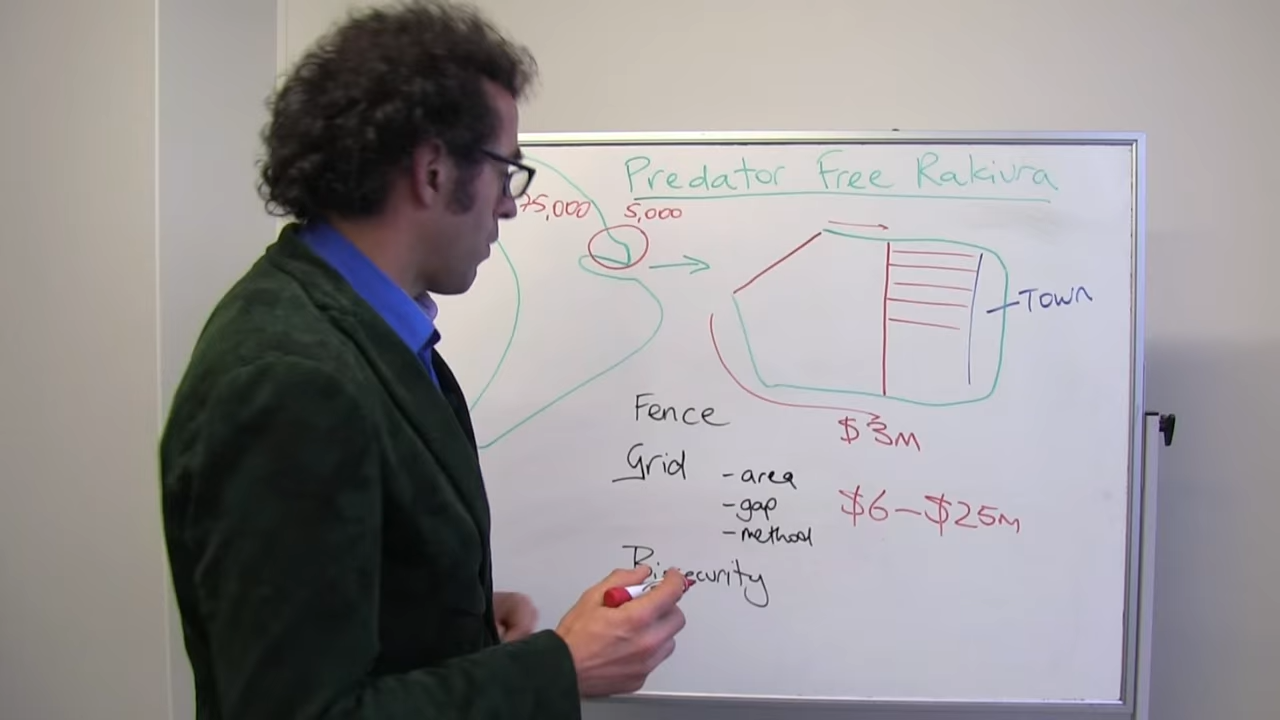 Predator Free Rakiura
75,000 5,000
Town
Fence
$3M
Grid
-area
-gap
-method
$6-$25M
Biosecurity